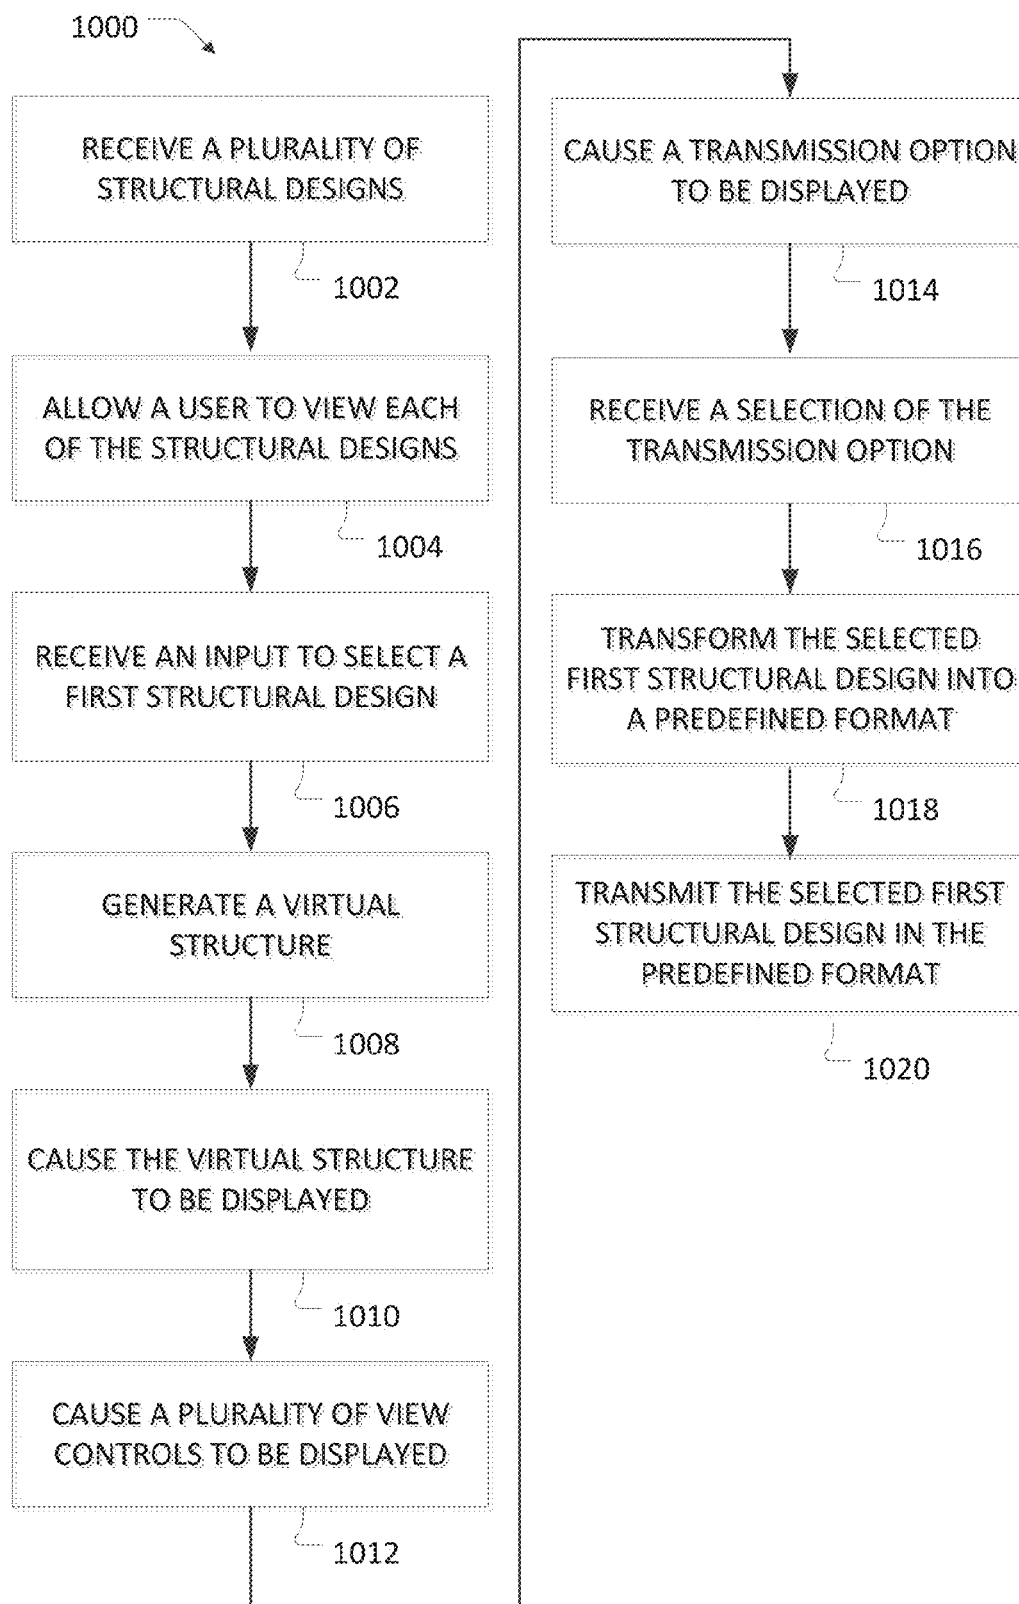 1000
RECEIVE A PLURALITY OF
STRUCTURAL DESIGNS
1002
ALLOW A USER TO VIEW EACH
OF THE STRUCTURAL DESIGNS
1004
RECEIVE AN INPUT TO SELECT A
FIRST STRUCTURAL DESIGN
1006
GENERATE A VIRTUAL
STRUCTURE
1008
CAUSE THE VIRTUAL STRUCTURE
TO BE DISPLAYED
1010
CAUSE A PLURALITY OF VIEW
CONTROLS TO BE DISPLAYED
1012
CAUSE A TRANSMISSION OPTION
TO BE DISPLAYED
1014
RECEIVE A SELECTION OF THE
TRANSMISSION OPTION
1016
TRANSFORM THE SELECTED
FIRST STRUCTURAL DESIGN INTO
A PREDEFINED FORMAT
1018
TRANSMIT THE SELECTED FIRST
STRUCTURAL DESIGN IN THE
PREDEFINED FORMAT
1020